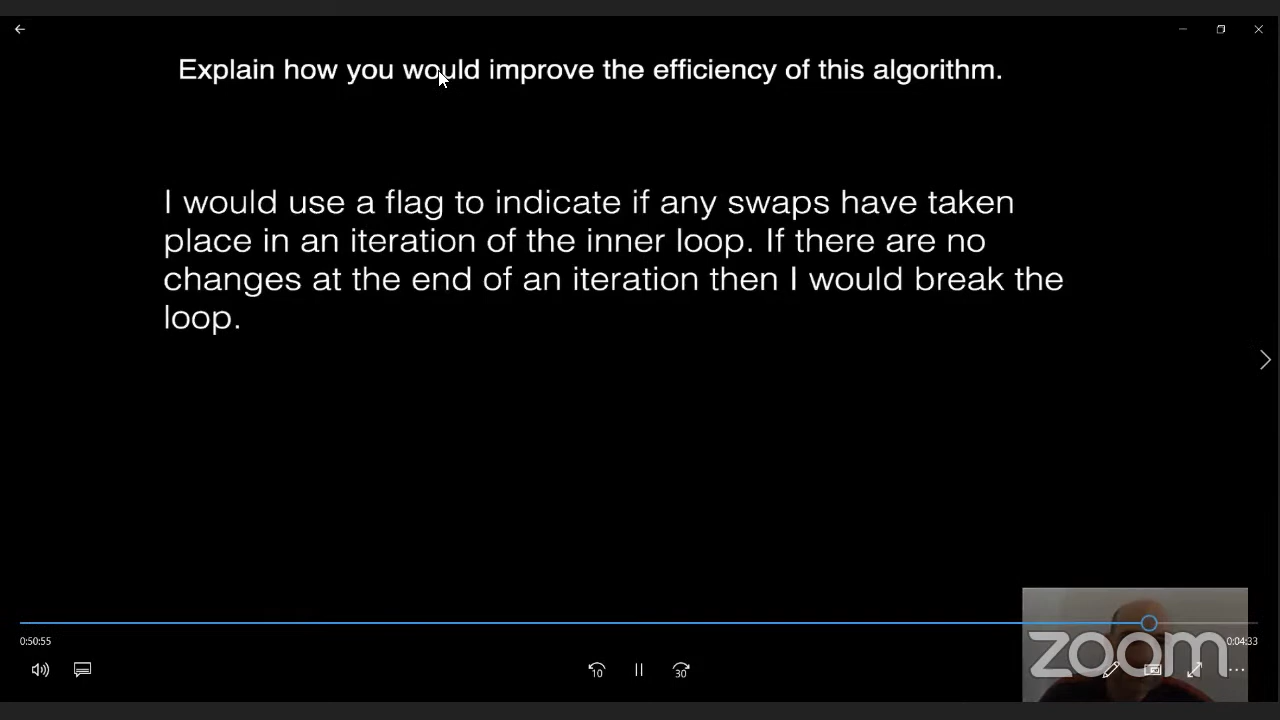 Explain how you would improve the efficiency of this algorithm.
I would use a flag to indicate if any swaps have taken
place in an iteration of the inner loop. If there are no
changes at the end of an iteration then I would break the
loop.
0:50:55
0:04:33
10
30
zoom